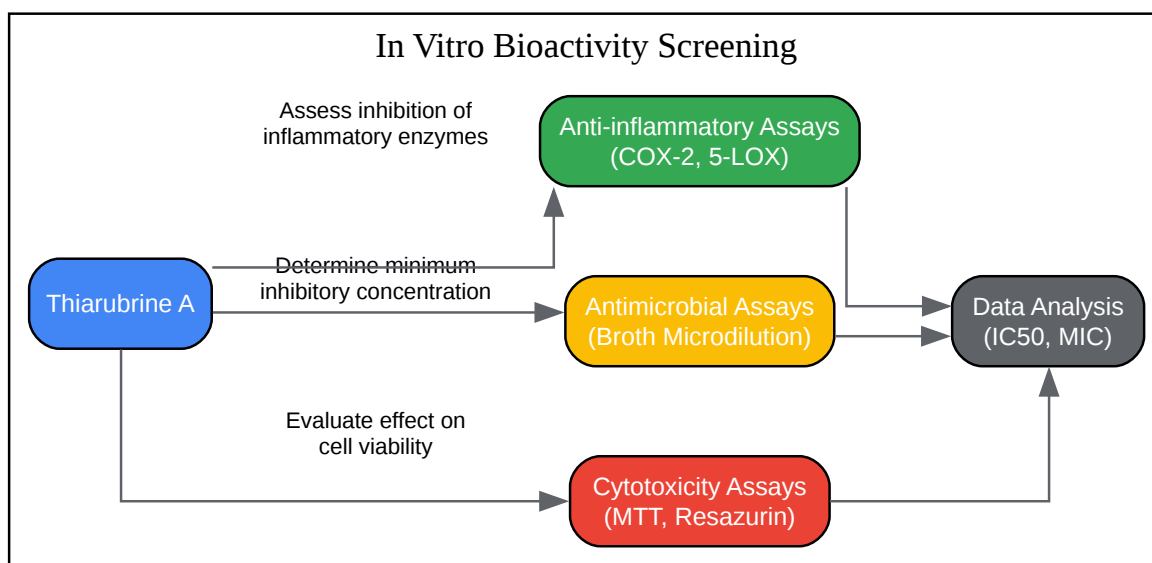 In Vitro Bioactivity Screening
Assess inhibition of
inflammatory enzymes
Anti-inflammatory Assays
(COX-2, 5-LOX)
Determine minimum
inhibitory concentration
Thiarubrine A
Antimicrobial Assays
(Broth Microdilution)
Data Analysis
(IC50, MIC)
Evaluate effect on
cell viability
Cytotoxicity Assays
(MTT, Resazurin)